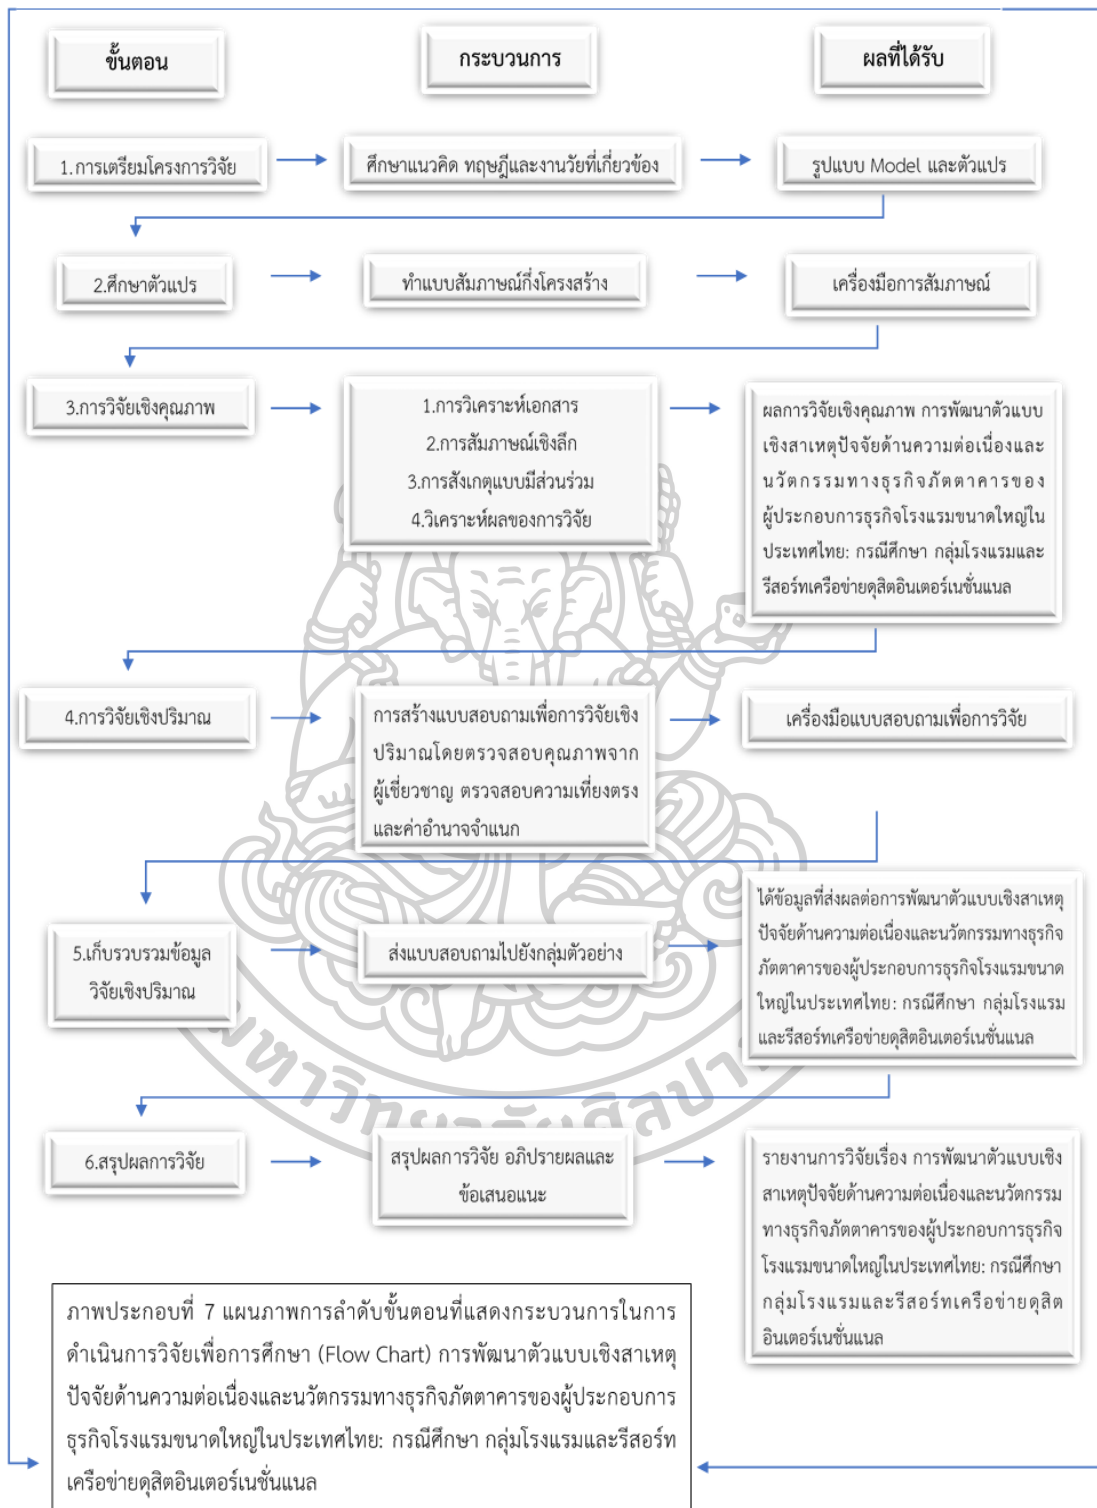 ขั้นตอน
กระบวนการ
ผลที่ได้รับ
1.การเตรียมโครงการวิจัย
ศึกษาแนวคิด ทฤษฎีและงานวัยที่เกี่ยวข้อง
รูปแบบ Model และตัวแปร
2.ศึกษาตัวแปร
ทำแบบสัมภาษณ์กึ่งโครงสร้าง
เครื่องมือการสัมภาษณ์
3.การวิจัยเชิงคุณภาพ
1.การวิเคราะห์เอกสาร
2.การสัมภาษณ์เชิงลึก
3.การสังเกตุแบบมีส่วนร่วม
4.วิเคราะห์ผลของการวิจัย
ผลการวิจัยเชิงคุณภาพ การพัฒนาตัวแบบ
เชิงสาเหตุปัจจัยด้านความต่อเนื่องและ
นวัตกรรมทางธุรกิจภัตตาคารของ
ผู้ประกอบการธุรกิจโรงแรมขนาดใหญ่ใน
ประเทศไทย: กรณีศึกษา กลุ่มโรงแรมและ
รีสอร์ทเครือข่ายดุสิตอินเตอร์เนชั่นแนล
4.การวิจัยเชิงปริมาณ
การสร้างแบบสอบถามเพื่อการวิจัยเชิง
ปริมาณโดยตรวจสอบคุณภาพจาก
ผู้เชี่ยวชาญ ตรวจสอบความเที่ยงตรง
และค่าอำนาจจำแนก
เครื่องมือแบบสอบถามเพื่อการวิจัย
5.เก็บรวบรวมข้อมูล
วิจัยเชิงปริมาณ
ส่งแบบสอบถามไปยังกลุ่มตัวอย่าง
ได้ข้อมูลที่ส่งผลต่อการพัฒนาตัวแบบเชิงสาเหตุ
ปัจจัยด้านความต่อเนื่องและนวัตกรรมทางธุรกิจ
ภัตตาคารของผู้ประกอบการธุรกิจโรงแรมขนาด
ใหญ่ในประเทศไทย: กรณีศึกษา กลุ่มโรงแรม
และรีสอร์ทเครือข่ายดุสิตอินเตอร์เนชั่นแนล
6.สรุปผลการวิจัย
สรุปผลการวิจัย อภิปรายผลและ
ข้อเสนอแนะ
รายงานการวิจัยเรื่อง การพัฒนาตัวแบบเชิง
สาเหตุปัจจัยด้านความต่อเนื่องและนวัตกรรม
ทางธุรกิจภัตตาคารของผู้ประกอบการธุรกิจ
โรงแรมขนาดใหญ่ในประเทศไทย: กรณีศึกษา
กลุ่มโรงแรมและรีสอร์ทเครือข่ายดุสิต
อินเตอร์เนชั่นแนล
ภาพประกอบที่ 7 แผนภาพการลำดับขั้นตอนที่แสดงกระบวนการในการ
ดำเนินการวิจัยเพื่อการศึกษา (Flow Chart) การพัฒนาตัวแบบเชิงสาเหตุ
ปัจจัยด้านความต่อเนื่องและนวัตกรรมทางธุรกิจภัตตาคารของผู้ประกอบการ
ธุรกิจโรงแรมขนาดใหญ่ในประเทศไทย: กรณีศึกษา กลุ่มโรงแรมและรีสอร์ท
เครือข่ายดุสิตอินเตอร์เนชั่นแนล